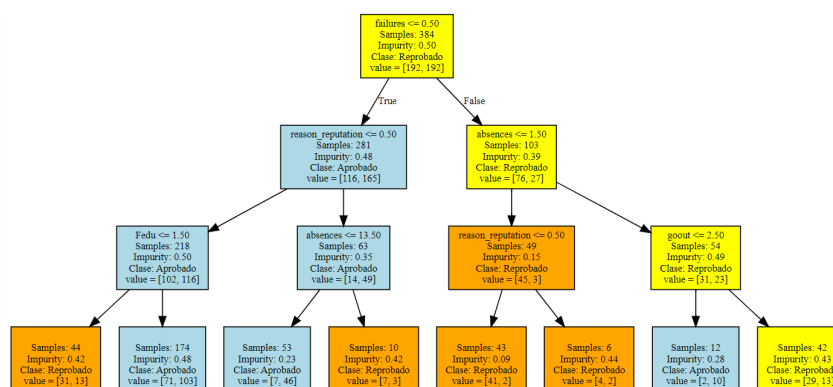 failures <= 0.50
Samples: 384
Impurity: 0.50
Clase: Reprobado
value = [192, 192]
True
False
reason_reputation <= 0.50
Samples: 281
Impurity: 0.48
Clase: Aprobado
value = [116, 165]
absences <= 1.50
Samples: 103
Impurity: 0.39
Clase: Reprobado
value = [76, 27]
Fedu <= 1.50
Samples: 218
Impurity: 0.50
Clase: Aprobado
value = [102, 116]
absences <= 13.50
Samples: 63
Impurity: 0.35
Clase: Aprobado
value = [14, 49]
reason_reputation <= 0.50
Samples: 49
Impurity: 0.15
Clase: Reprobado
value = [45, 3]
goout <= 2.50
Samples: 54
Impurity: 0.49
Clase: Reprobado
value = [31, 23]
Samples: 44
Impurity: 0.42
Clase: Reprobado
value = [31, 13]
Samples: 174
Impurity: 0.48
Clase: Aprobado
value = [71, 103]
Samples: 53
Impurity: 0.23
Clase: Aprobado
value = [7, 46]
Samples: 10
Impurity: 0.42
Clase: Reprobado
value = [7, 3]
Samples: 43
Impurity: 0.09
Clase: Reprobado
value = [41, 2]
Samples: 6
Impurity: 0.44
Clase: Reprobado
value = [4, 2]
Samples: 12
Impurity: 0.28
Clase: Aprobado
value = [2, 10]
Samples: 42
Impurity: 0.43
Clase: Reprobado
value = [29, 13]